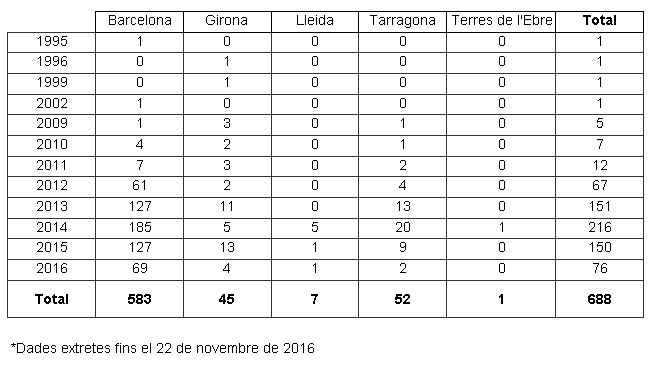 Barcelona Girona Lleida Tarragona Terres de l'Ebre Total
1995 1 0 0 0 0 1
1996 0 1 0 0 0 1
1999 0 1 0 0 0 1
2002 1 0 0 0 0 1
2009 1 3 0 1 0 5
2010 4 2 0 1 0 7
2011 7 3 0 2 0 12
2012 61 2 0 4 0 67
2013 127 11 0 13 0 151
2014 185 5 5 20 1 216
2015 127 13 1 9 0 150
2016 69 4 1 2 0 76
Total 583 45 7 52 1 688
*Dades extretes fins el 22 de novembre de 2016